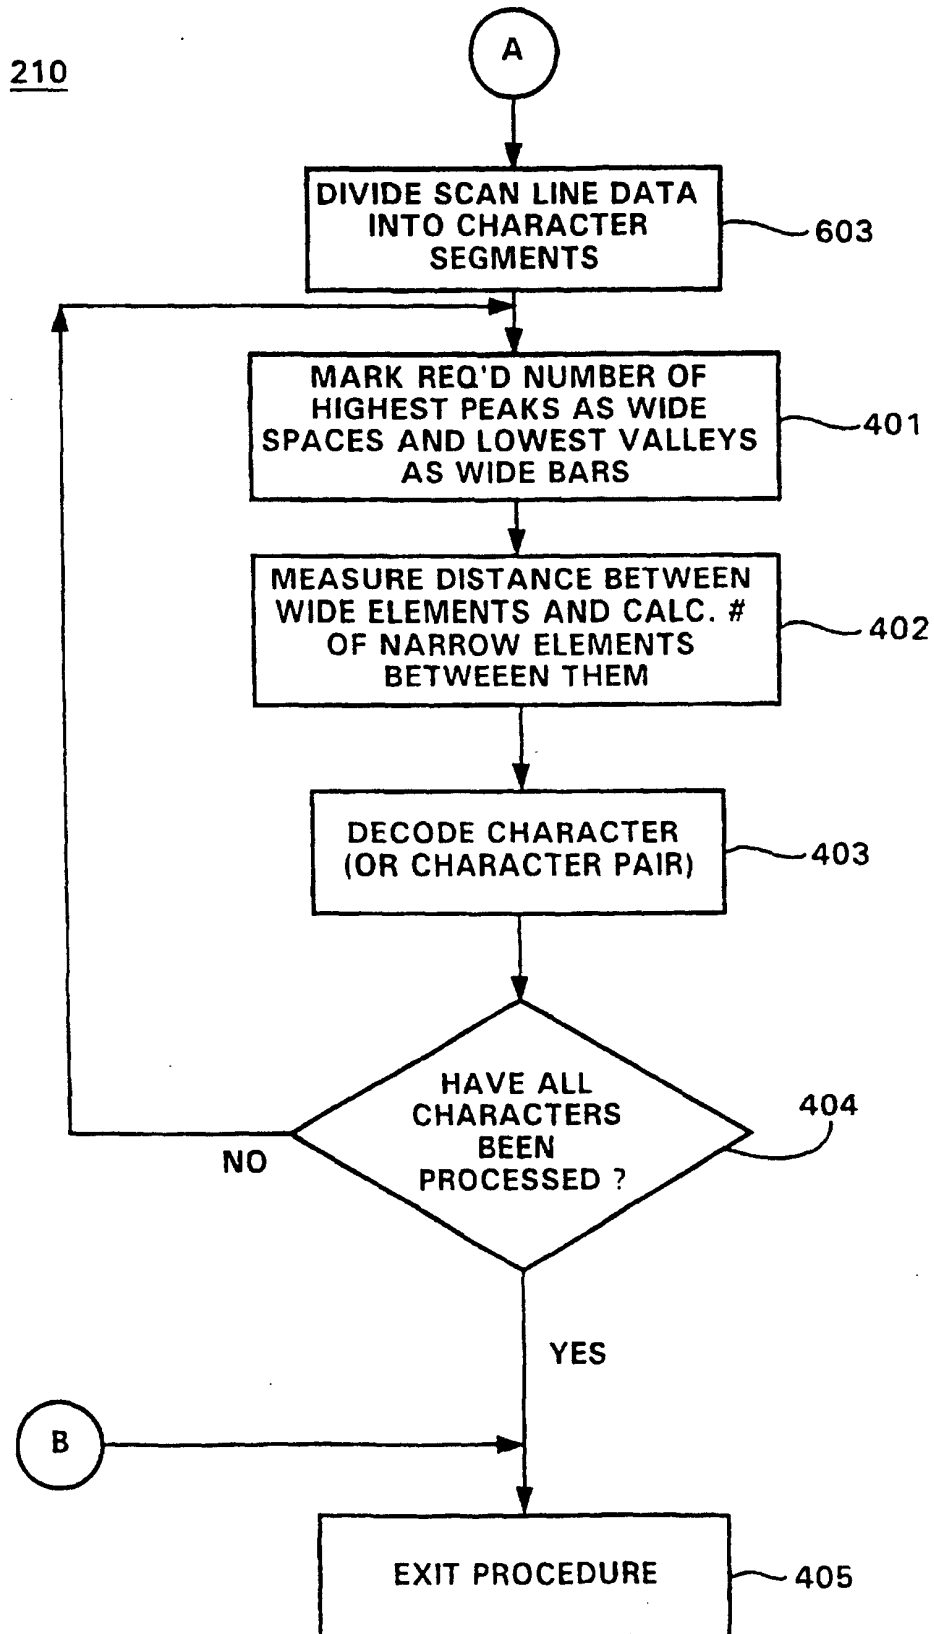 A
210
DIVIDE SCAN LINE DATA
INTO CHARACTER
SEGMENTS
603
MARK REQ'D NUMBER OF
HIGHEST PEAKS AS WIDE
SPACES AND LOWEST VALLEYS
AS WIDE BARS
401
MEASURE DISTANCE BETWEEN
WIDE ELEMENTS AND CALC. #
OF NARROW ELEMENTS
BETWEEEN THEM
402
DECODE CHARACTER
(OR CHARACTER PAIR)
403
HAVE ALL
CHARACTERS
BEEN
PROCESSED ?
404
NO
YES
B
EXIT PROCEDURE
405